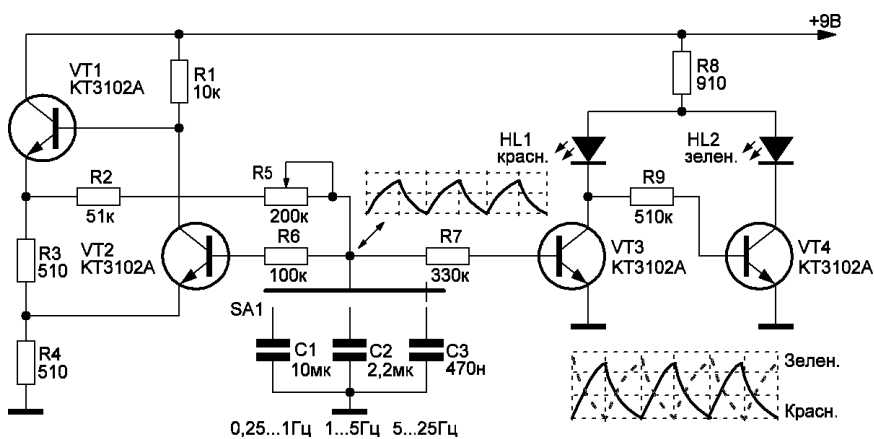 +9В
VT1
КТ3102А
R1
10к
R8
910
HL1
красн.
HL2
зелен.
R2
51к
R5
200к
R9
510к
R3
510
VT2
КТ3102А
R6
100к
R7
330к
VT3
КТ3102А
VT4
КТ3102А
SA1
R4
510
C1
10мк
C2
2,2мк
C3
470н
Зелен.
Красн.
0,25...1Гц 1...5Гц 5...25Гц